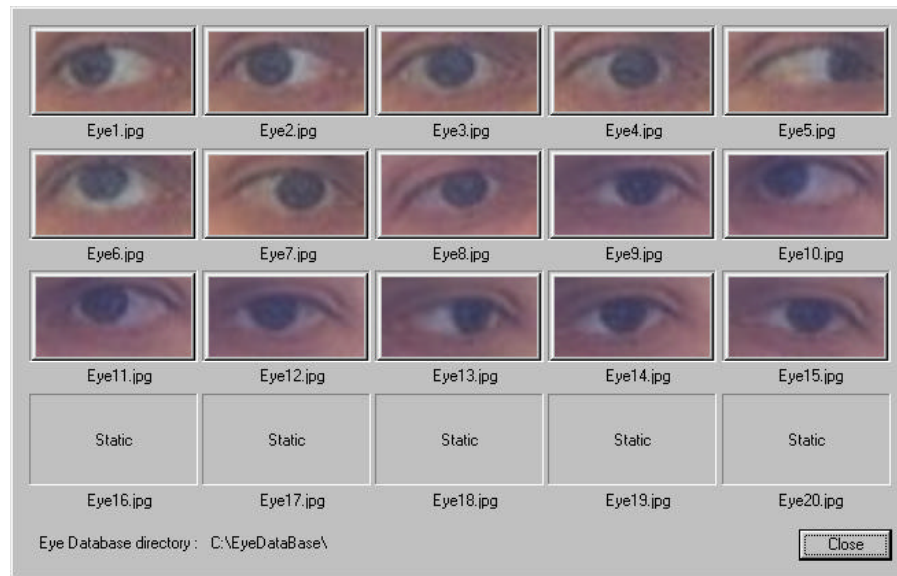 Eye1.jpg Eye2.jpg Eye3.jpg Eye4.jpg Eye5.jpg
Eye6.jpg Eye7.jpg Eye8.jpg Eye9.jpg Eye10.jpg
Eye11.jpg Eye12.jpg Eye13.jpg Eye14.jpg Eye15.jpg
Static Static Static Static Static
Eye16.jpg Eye17.jpg Eye18.jpg Eye19.jpg Eye20.jpg
Eye Database directory : C:\EyeDataBase\ Close